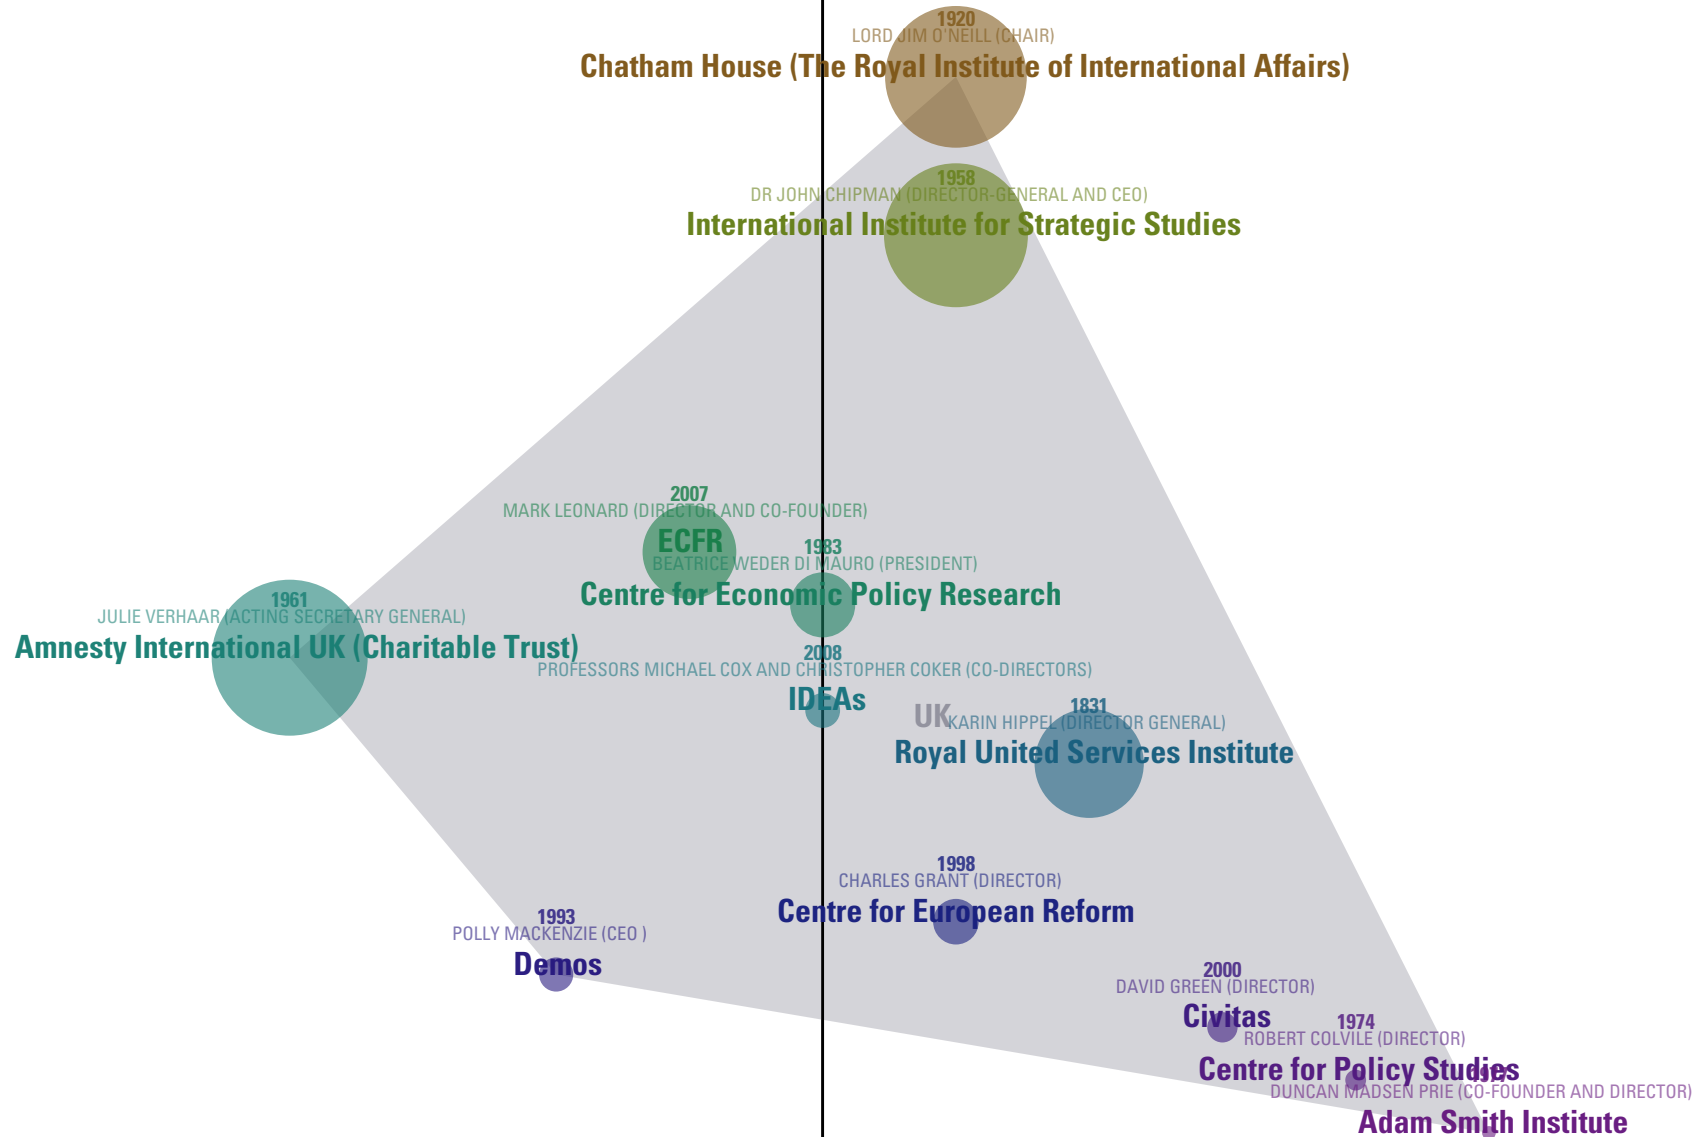 1920
LORD JIM O'NEILL (CHAIR)
Chatham House (The Royal Institute of International Affairs)
1958
DR JOHN CHIPMAN (DIRECTOR-GENERAL AND CEO)
International Institute for Strategic Studies
2007
MARK LEONARD (DIRECTOR AND CO-FOUNDER)
ECFR
1983
BEATRICE WEDER DI MAURO (PRESIDENT)
Centre for Economic Policy Research
1961
JULIE VERHAAR (ACTING SECRETARY GENERAL)
Amnesty International UK (Charitable Trust)
2008
PROFESSORS MICHAEL COX AND CHRISTOPHER COKER (CO-DIRECTORS)
IDEAs
UK
1831
KARIN HIPPEL (DIRECTOR GENERAL)
Royal United Services Institute
1998
CHARLES GRANT (DIRECTOR)
Centre for European Reform
1993
POLLY MACKENZIE (CEO )
Demos
2000
DAVID GREEN (DIRECTOR)
Civitas
1974
ROBERT COLVILE (DIRECTOR)
Centre for Policy Studies
1977
DUNCAN MADSEN PRIE (CO-FOUNDER AND DIRECTOR)
Adam Smith Institute